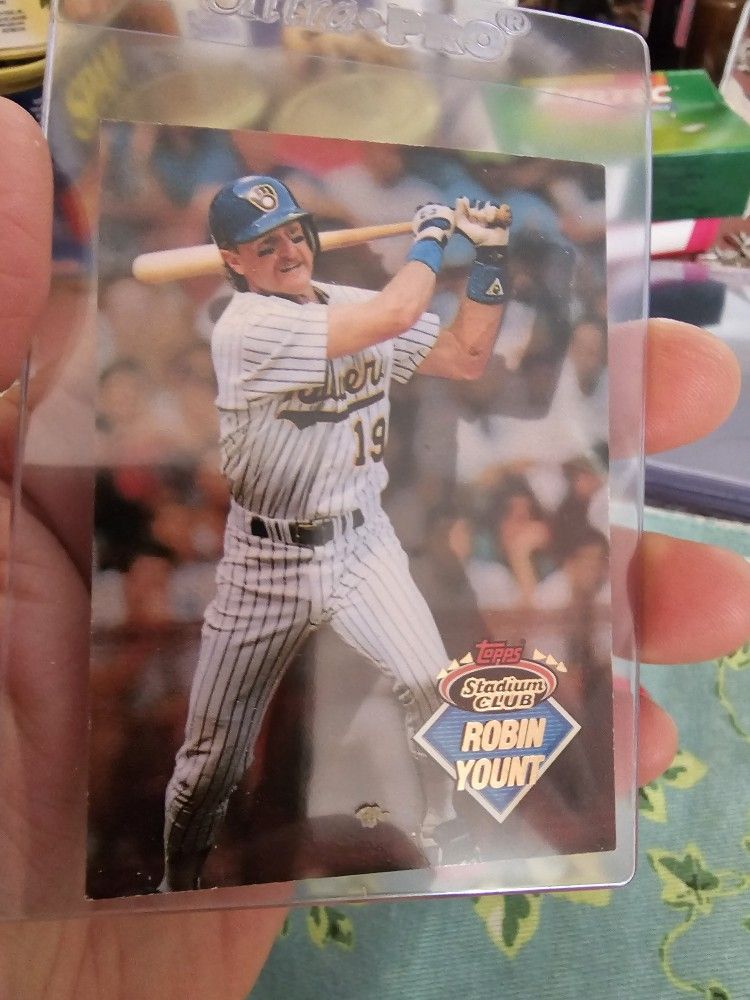 Ultra•PRO®
19
Topps
Stadium
CLUB
ROBIN
YOUNT